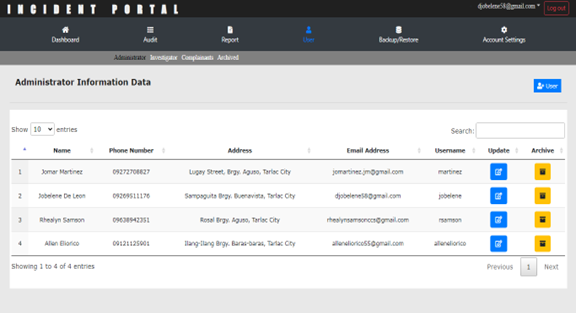 INCIDENT PORTAL
djobelene58@gmail.com Log out
Dashboard Audit Report User Backup/Restore Account Settings
Administrator Investigator Complainants Archived
Administrator Information Data
User
Show 10 entries Search:
Name Phone Number Address Email Address Username Update Archive
1 Jomar Martinez 09272708827 Lugay Street, Brgy. Aguso, Tarlac City jomartinez.jm@gmail.com martinez
2 Jobelene De Leon 09269511176 Sampaguita Brgy. Buenavista, Tarlac City djobelene58@gmail.com jobelene
3 Rhealyn Samson 09638942351 Rosal Brgy. Aguso, Tarlac City rhealynsamsonccs@gmail.com rsamson
4 Allen Eliorico 09121125901 Ilang-Ilang Brgy. Baras-baras, Tarlac City alleneliorico55@gmail.com alleneliorico
Showing 1 to 4 of 4 entries Previous 1 Next